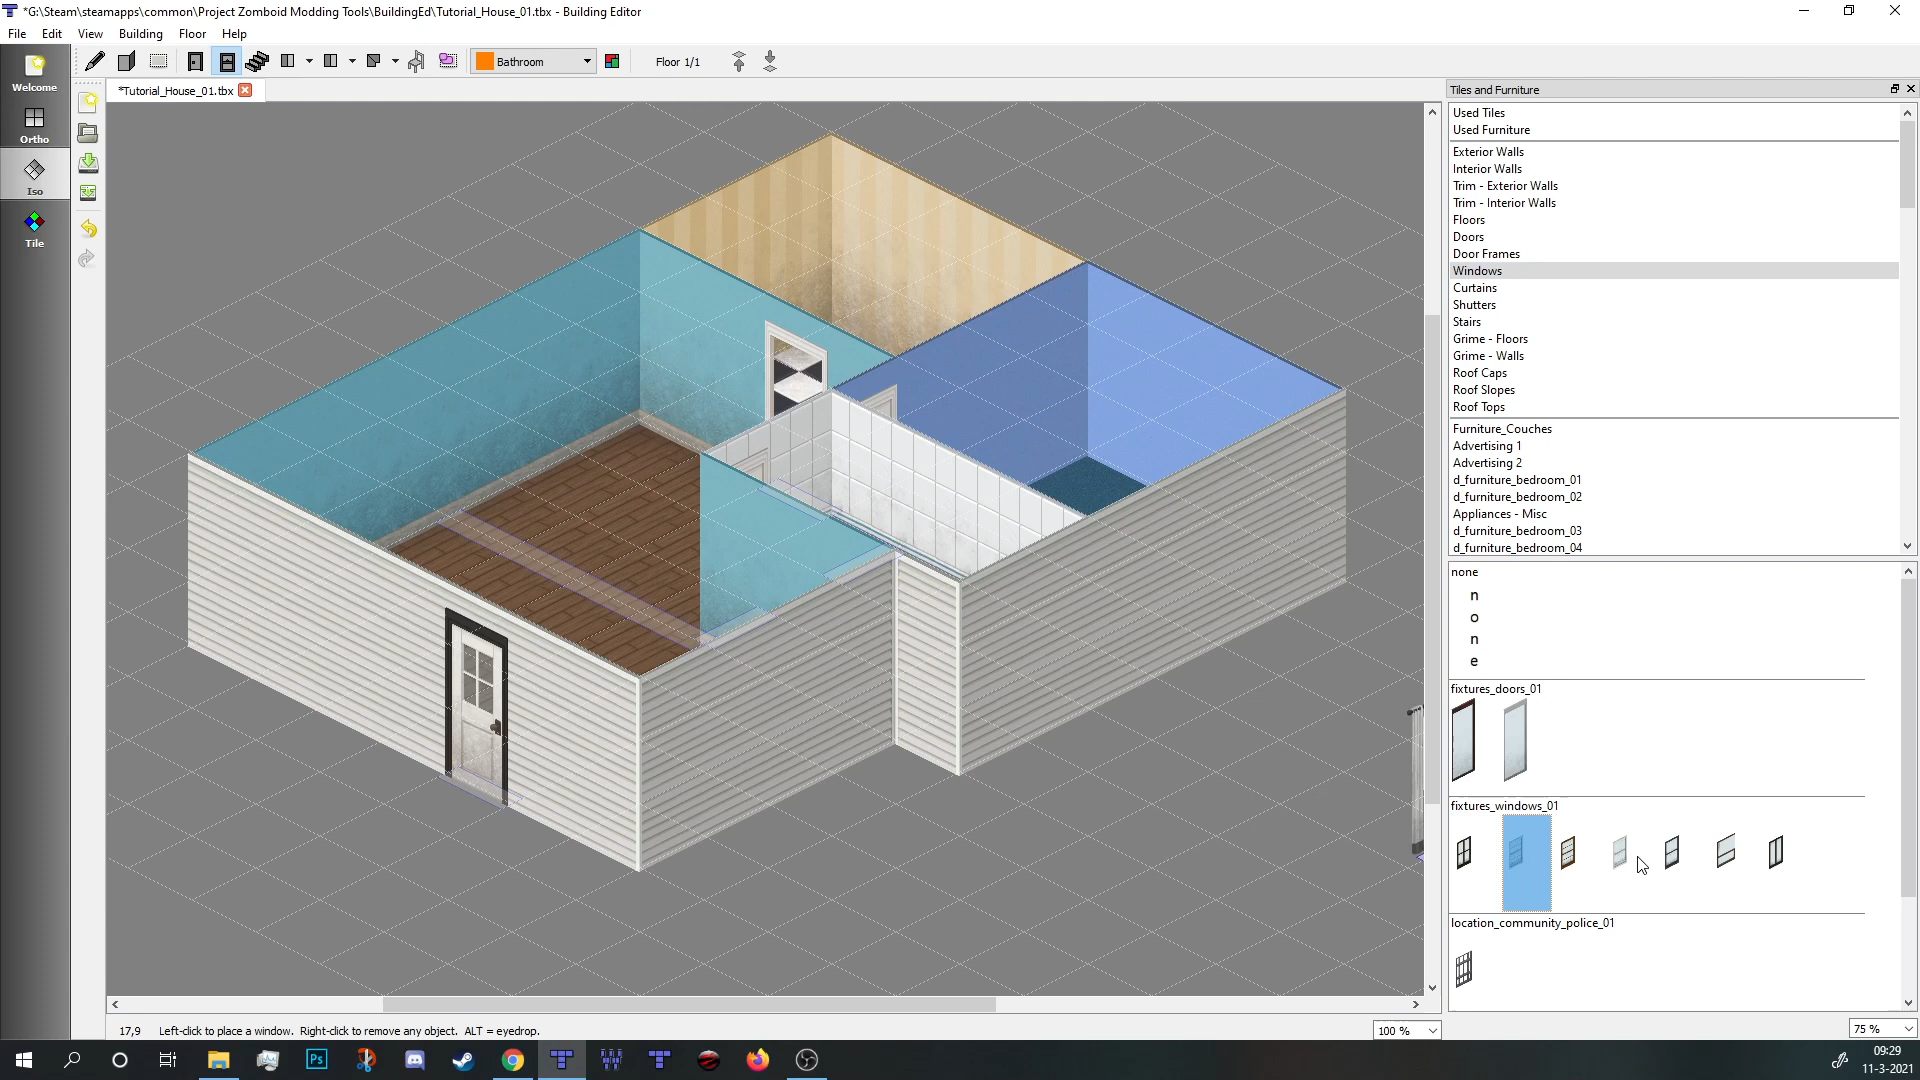 *G:\Steam\steamapps\common\Project Zomboid Modding Tools\BuildingEd\Tutorial_House_01.tbx - Building Editor
File Edit View Building Floor Help
Welcome
Ortho
Iso
Tile
Bathroom
Floor 1/1
*Tutorial_House_01.tbx
Tiles and Furniture
Used Tiles
Used Furniture
Exterior Walls
Interior Walls
Trim - Exterior Walls
Trim - Interior Walls
Floors
Doors
Door Frames
Windows
Curtains
Shutters
Stairs
Grime - Floors
Grime - Walls
Roof Caps
Roof Slopes
Roof Tops
Furniture_Couches
Advertising 1
Advertising 2
d_furniture_bedroom_01
d_furniture_bedroom_02
Appliances - Misc
d_furniture_bedroom_03
d_furniture_bedroom_04
none
n
o
n
e
fixtures_doors_01
fixtures_windows_01
location_community_police_01
17,9 Left-click to place a window. Right-click to remove any object. ALT = eyedrop.
100 %
75 %
Ps
09:29
11-3-2021